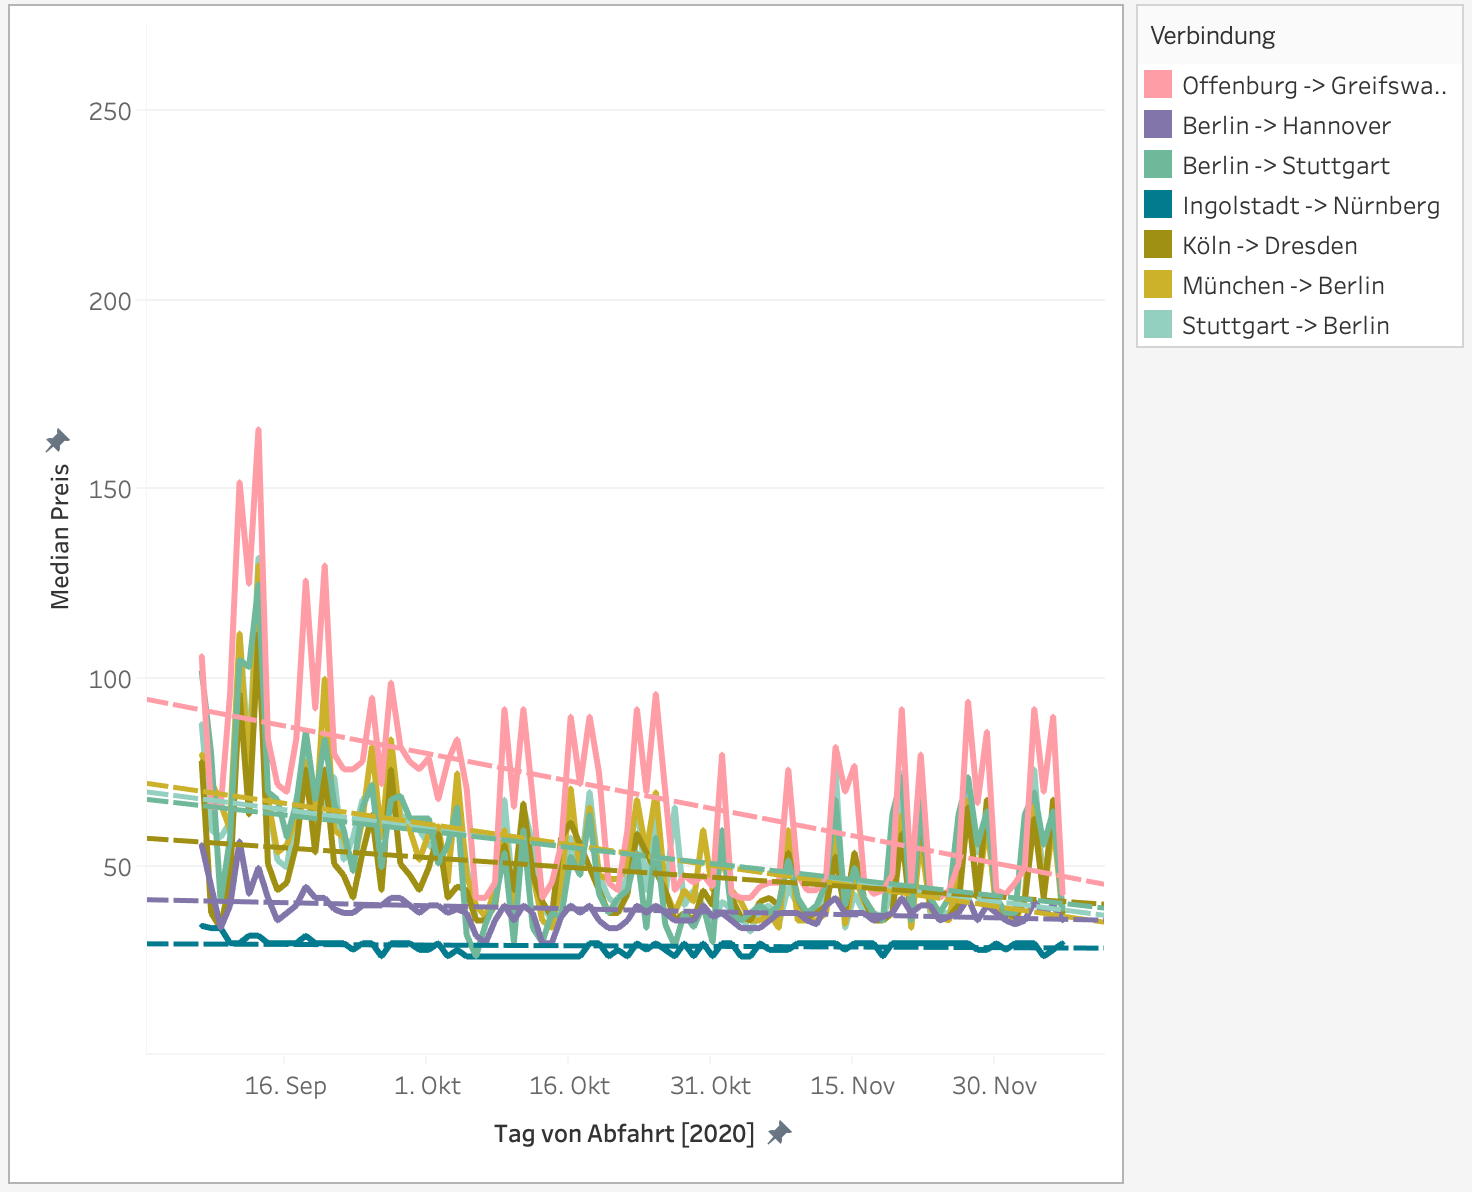 Verbindung
Offenburg -> Greifswa..
Berlin -> Hannover
Berlin -> Stuttgart
Ingolstadt -> Nürnberg
Köln -> Dresden
München -> Berlin
Stuttgart -> Berlin
250
200
150
100
50
Median Preis
16. Sep
1. Okt
16. Okt
31. Okt
15. Nov
30. Nov
Tag von Abfahrt [2020]